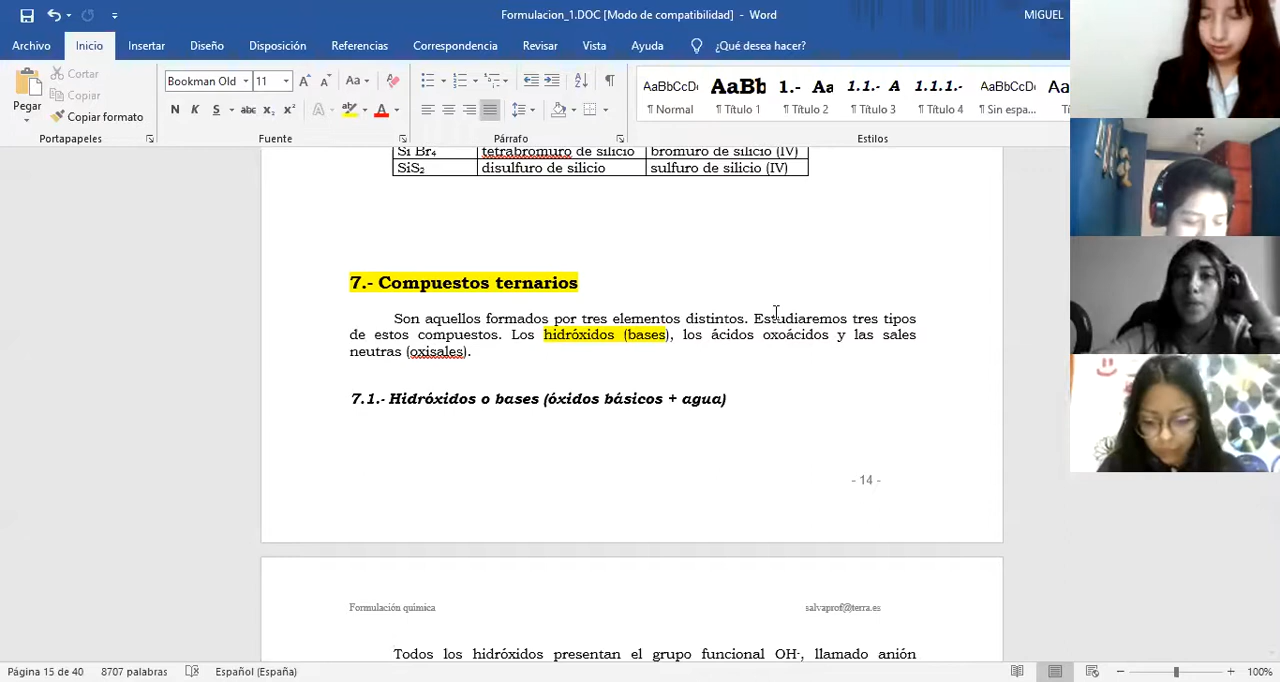 Formulacion_1.DOC [Modo de compatibilidad] - Word
MIGUEL
Archivo Inicio Insertar Diseño Disposición Referencias Correspondencia Revisar Vista Ayuda ¿Qué desea hacer?
Pegar
Cortar
Copiar
Copiar formato
Portapapeles
Bookman Old 11
N K S abc x₂ x²
Fuente
Párrafo
AaBbCcDc AaBb 1.- Aa 1.1.- A 1.1.1.- AaBbCcDc Aa
¶ Normal ¶ Título 1 ¶ Título 2 ¶ Título 3 ¶ Título 4 ¶ Sin espa...
Estilos
Si Br₄ tetrabromuro de silicio bromuro de silicio (IV)
SiS₂ disulfuro de silicio sulfuro de silicio (IV)
7.- Compuestos ternarios
Son aquellos formados por tres elementos distintos. Estudiaremos tres tipos
de estos compuestos. Los hidróxidos (bases), los ácidos oxoácidos y las sales
neutras (oxisales).
7.1.- Hidróxidos o bases (óxidos básicos + agua)
- 14 -
Formulación química salvaprof@terra.es
Todos los hidróxidos presentan el grupo funcional OH-, llamado anión
Página 15 de 40 8707 palabras Español (España) 100%